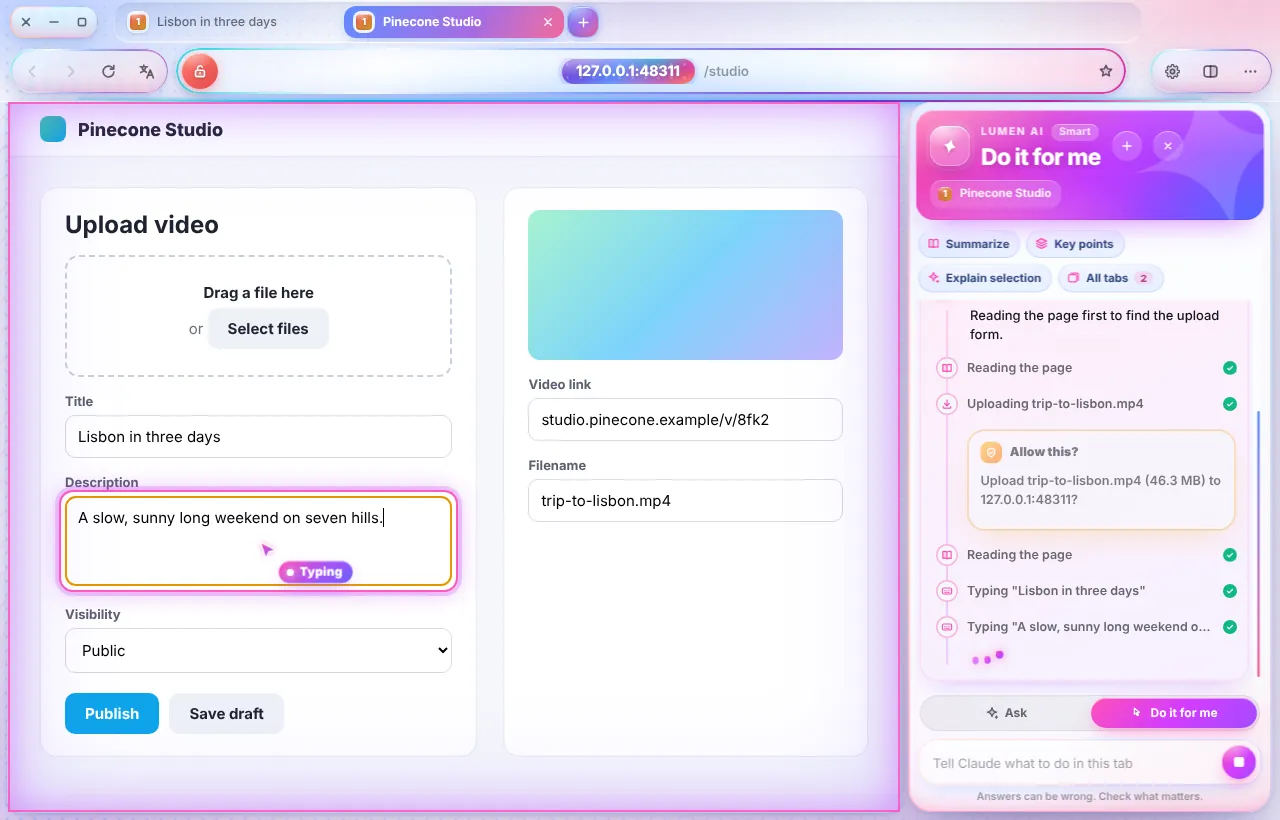 1 Lisbon in three days
1 Pinecone Studio
127.0.0.1:48311 /studio
Pinecone Studio
Upload video
Drag a file here
or Select files
Title
Lisbon in three days
Description
A slow, sunny long weekend on seven hills.
Typing
Visibility
Public
Publish Save draft
Video link
studio.pinecone.example/v/8fk2
Filename
trip-to-lisbon.mp4
LUMEN AI Smart
Do it for me
1 Pinecone Studio
Summarize Key points
Explain selection All tabs 2
Reading the page first to find the upload
form.
Reading the page
Uploading trip-to-lisbon.mp4
Allow this?
Upload trip-to-lisbon.mp4 (46.3 MB) to
127.0.0.1:48311?
Reading the page
Typing "Lisbon in three days"
Typing "A slow, sunny long weekend o...
Ask Do it for me
Tell Claude what to do in this tab
Answers can be wrong. Check what matters.